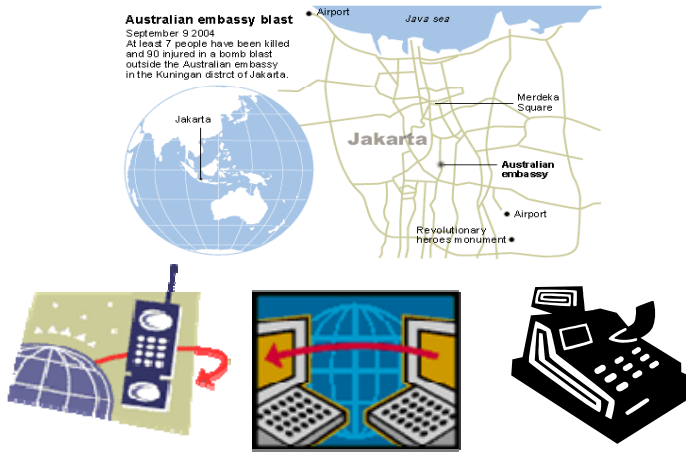 Australian embassy blast
September 9 2004
At least 7 people have been killed
and 90 injured in a bomb blast
outside the Australian embassy
in the Kuningan distrct of Jakarta.
Jakarta
Airport
Java sea
Merdeka
Square
Jakarta
Australian
embassy
Airport
Revolutionary
heroes monument